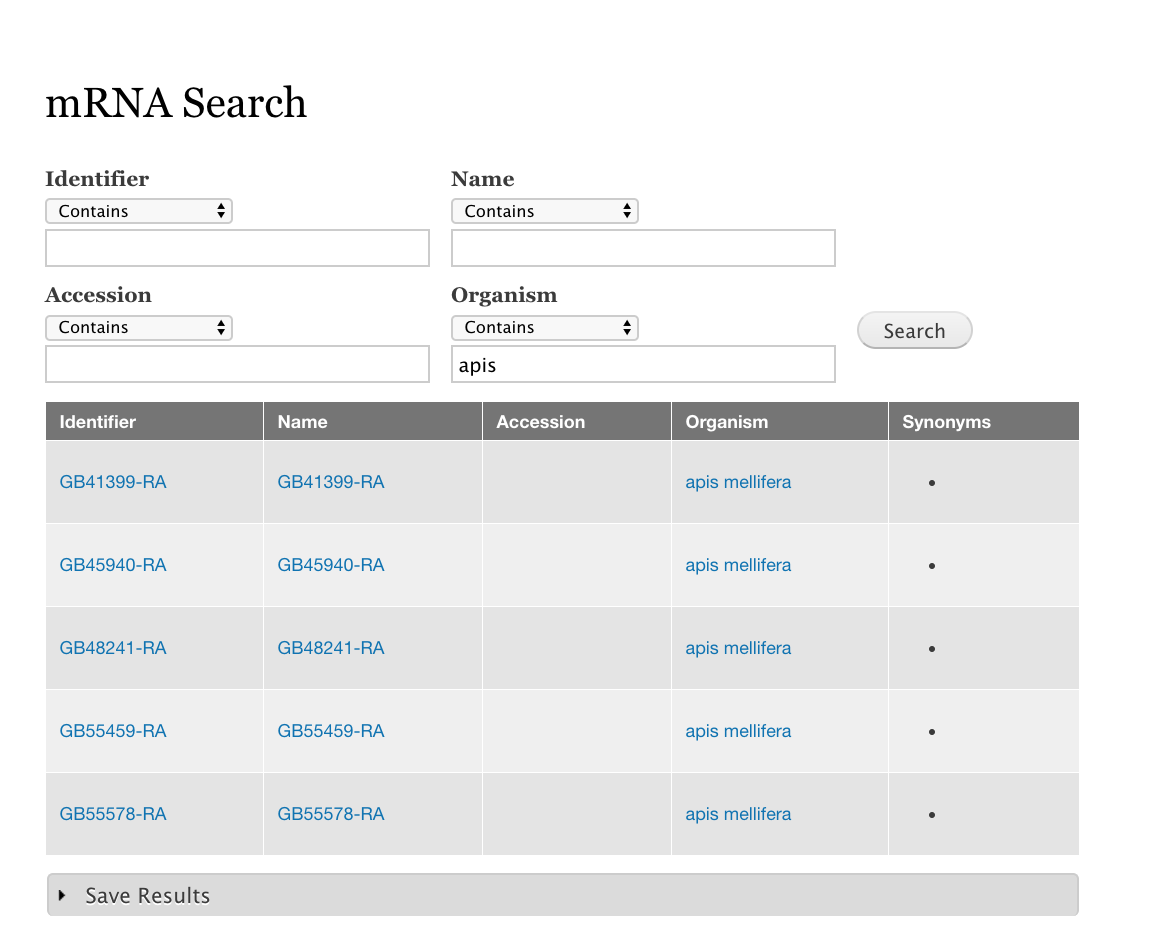 mRNA Search
Identifier Name
Contains Contains
Accession Organism
Contains Contains Search
apis
Identifier Name Accession Organism Synonyms
GB41399-RA GB41399-RA apis mellifera •
GB45940-RA GB45940-RA apis mellifera •
GB48241-RA GB48241-RA apis mellifera •
GB55459-RA GB55459-RA apis mellifera •
GB55578-RA GB55578-RA apis mellifera •
Save Results